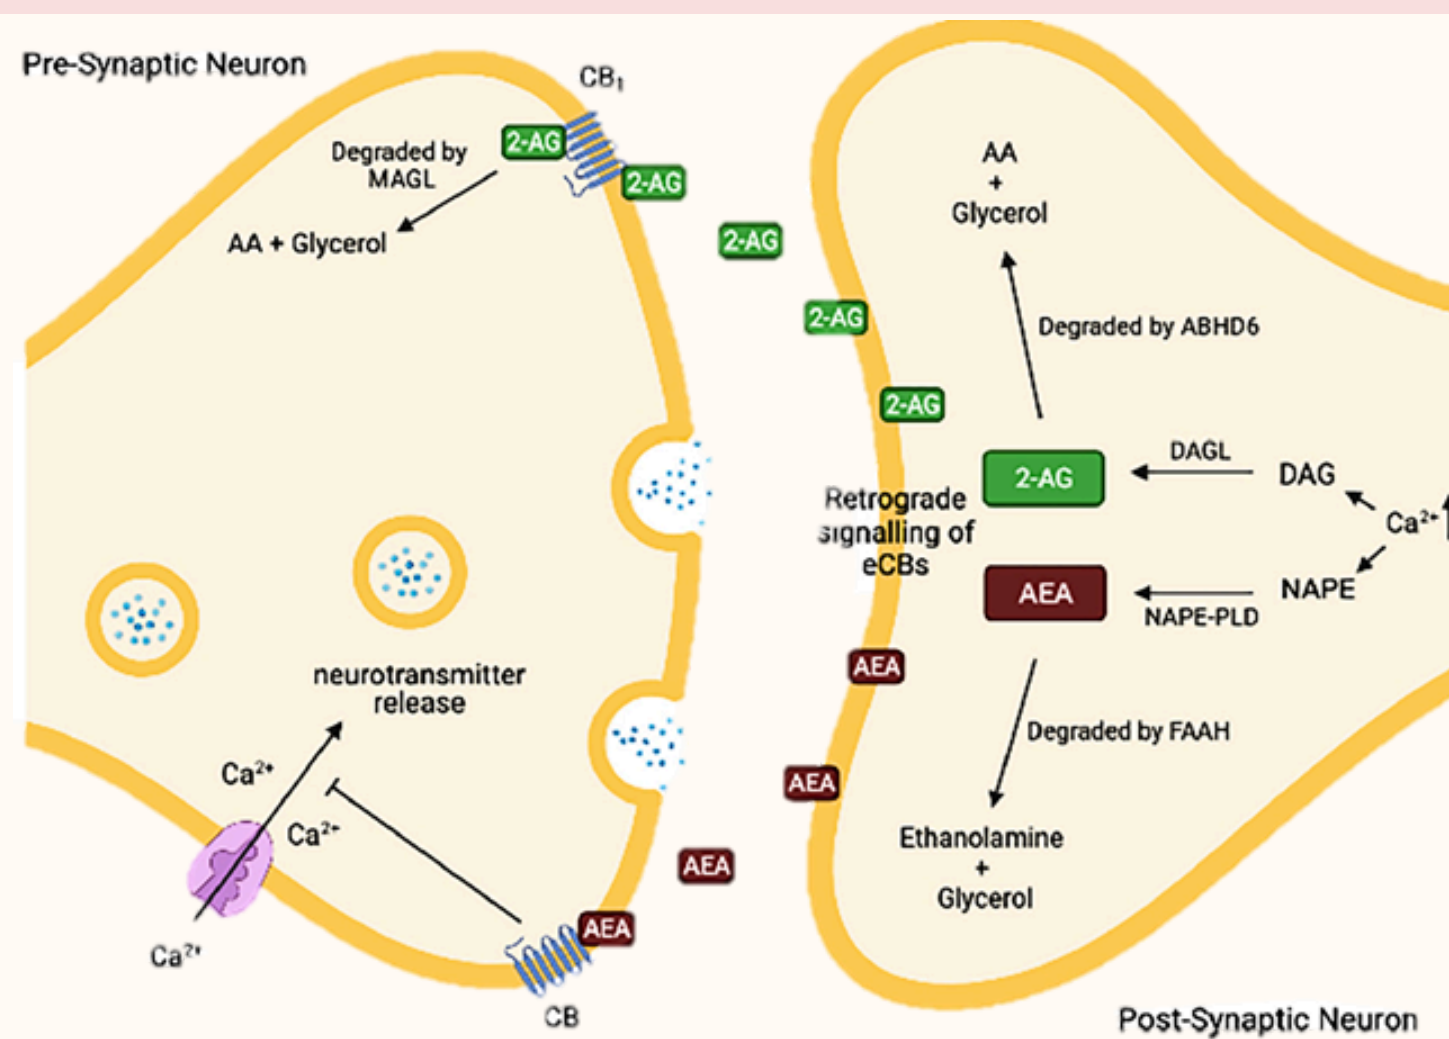 Pre-Synaptic Neuron
CB₁
2-AG
Degraded by
MAGL
2-AG
AA + Glycerol
2-AG
2-AG
2-AG
AA
+
Glycerol
Degraded by ABHD6
2-AG
DAGL
DAG
Ca²⁺
Retrograde
signalling of
eCBs
AEA
NAPE
NAPE-PLD
AEA
AEA
AEA
AEA
Degraded by FAAH
Ethanolamine
+
Glycerol
neurotransmitter
release
Ca²⁺
Ca²⁺
Ca²⁺
CB
Post-Synaptic Neuron